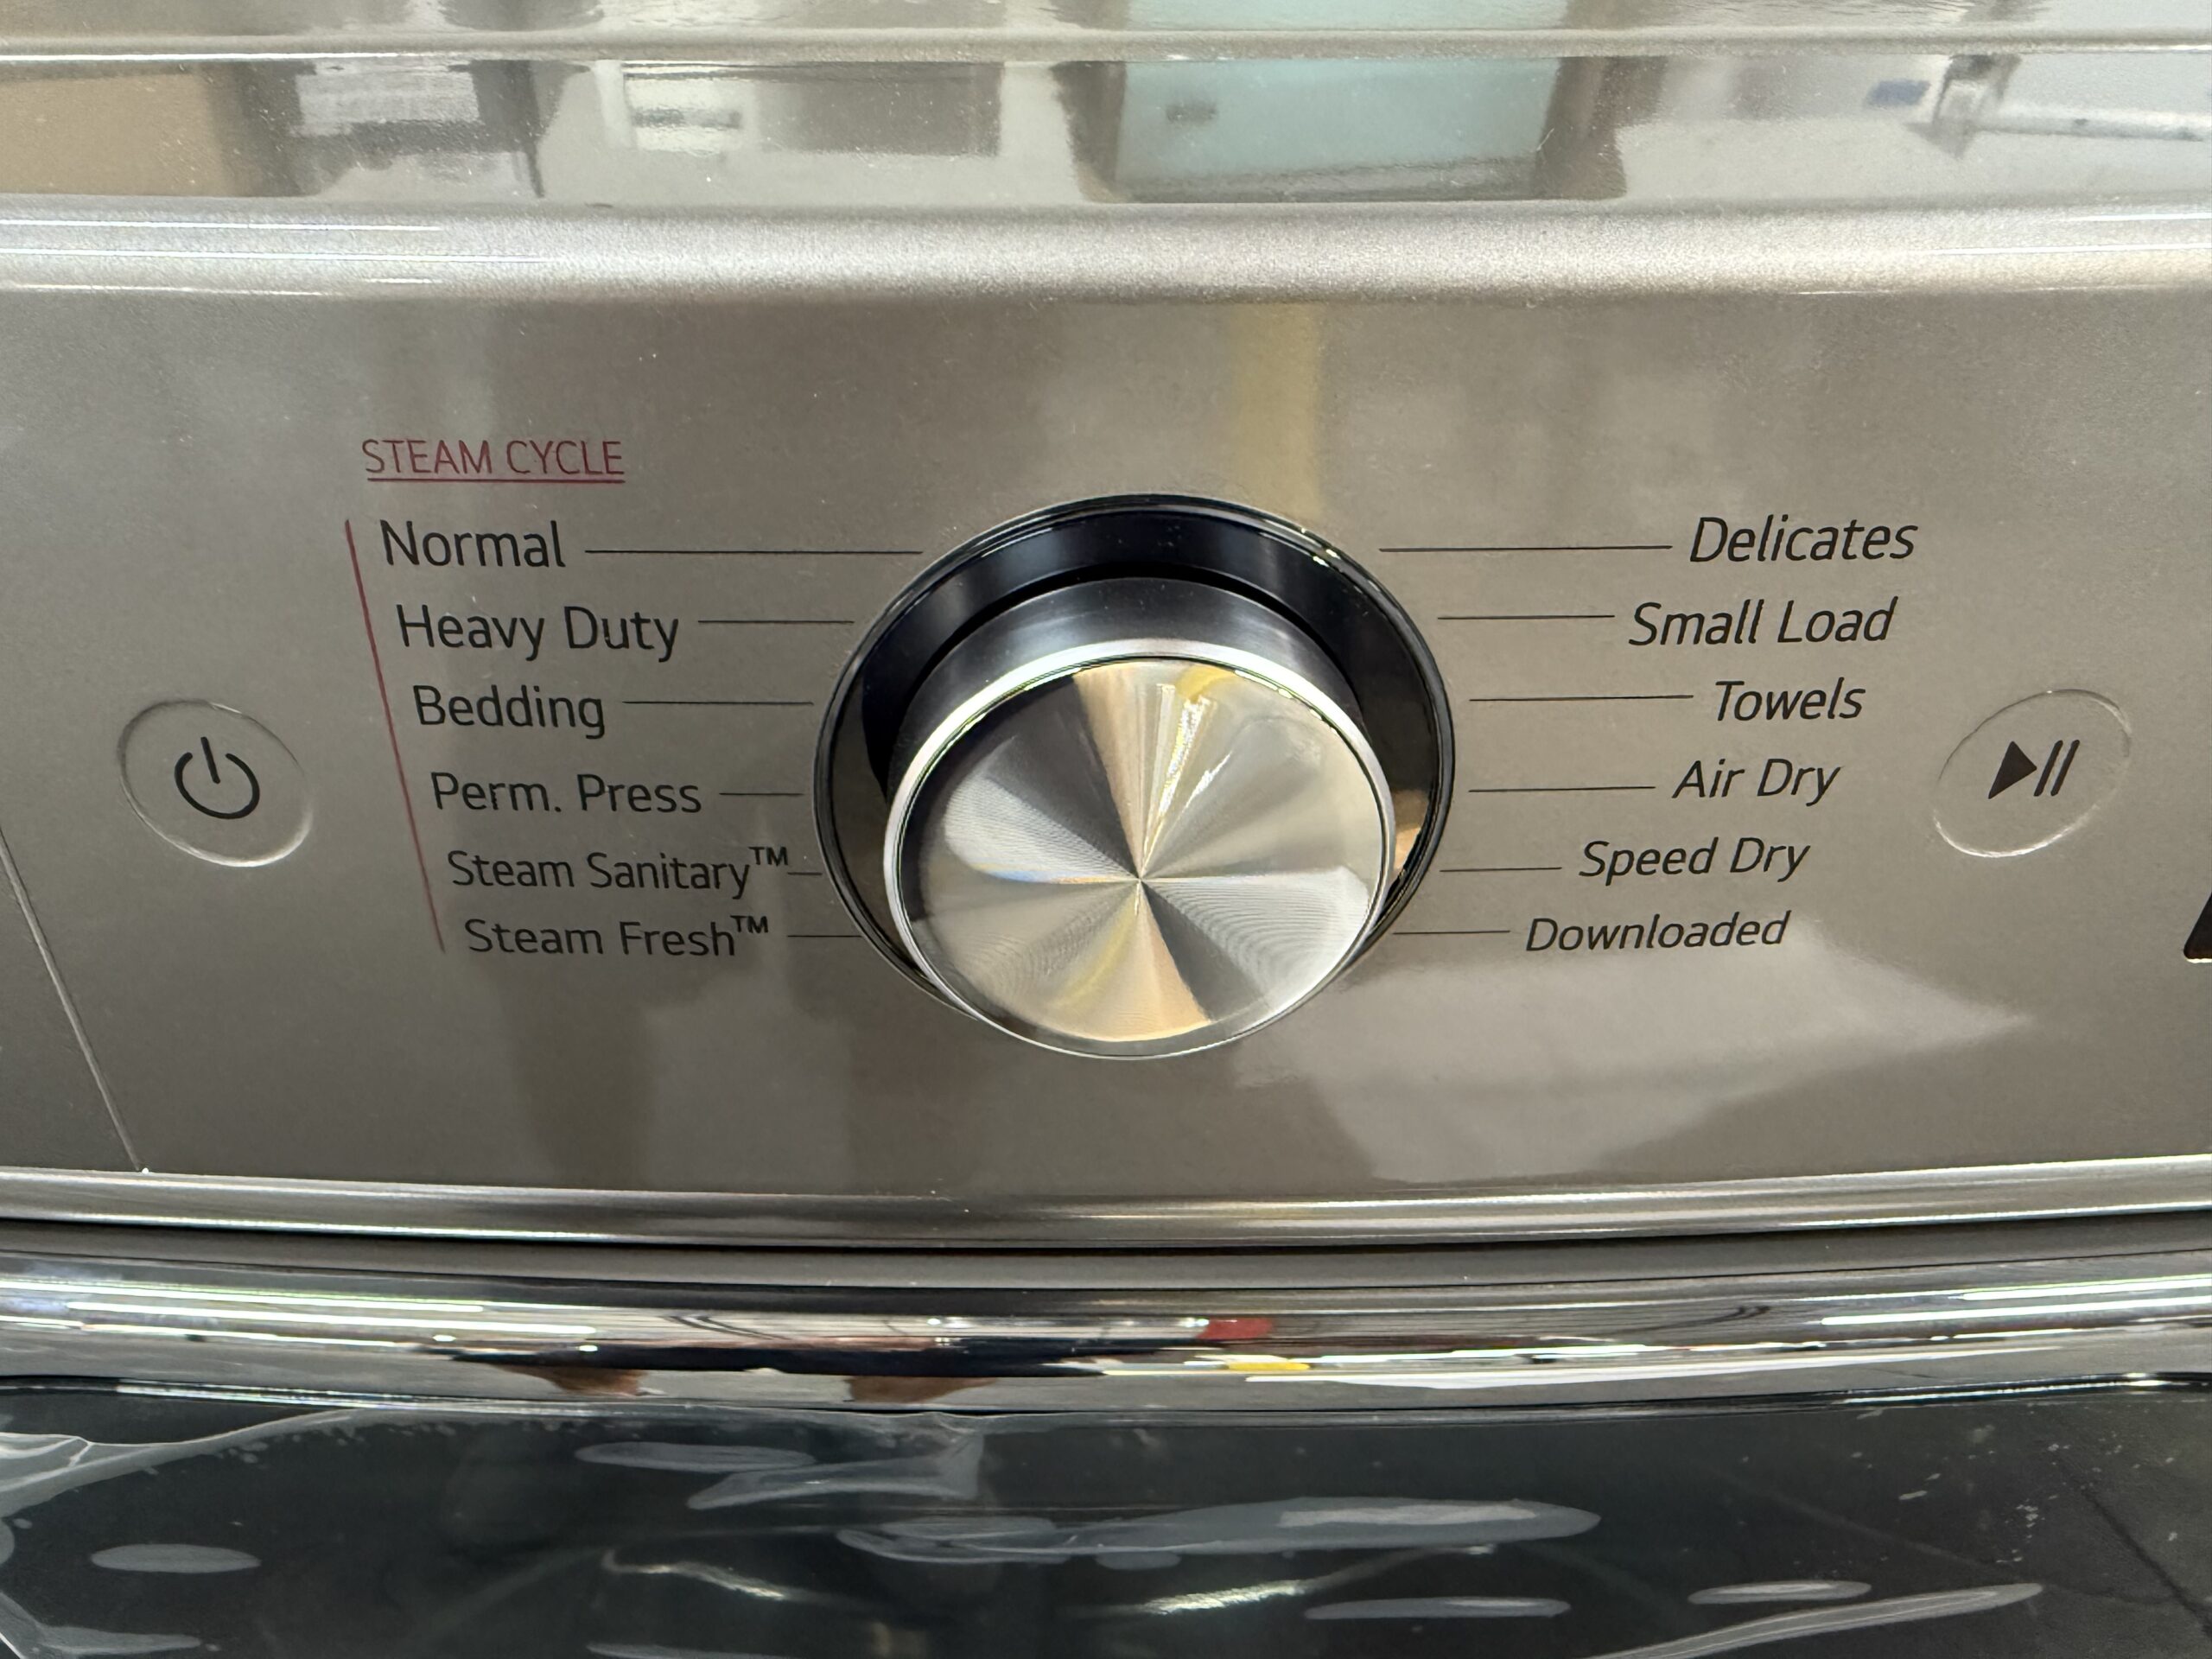 STEAM CYCLE
Normal
Heavy Duty
Bedding
Perm. Press
Steam Sanitary™
Steam Fresh™
Delicates
Small Load
Towels
Air Dry
Speed Dry
Downloaded